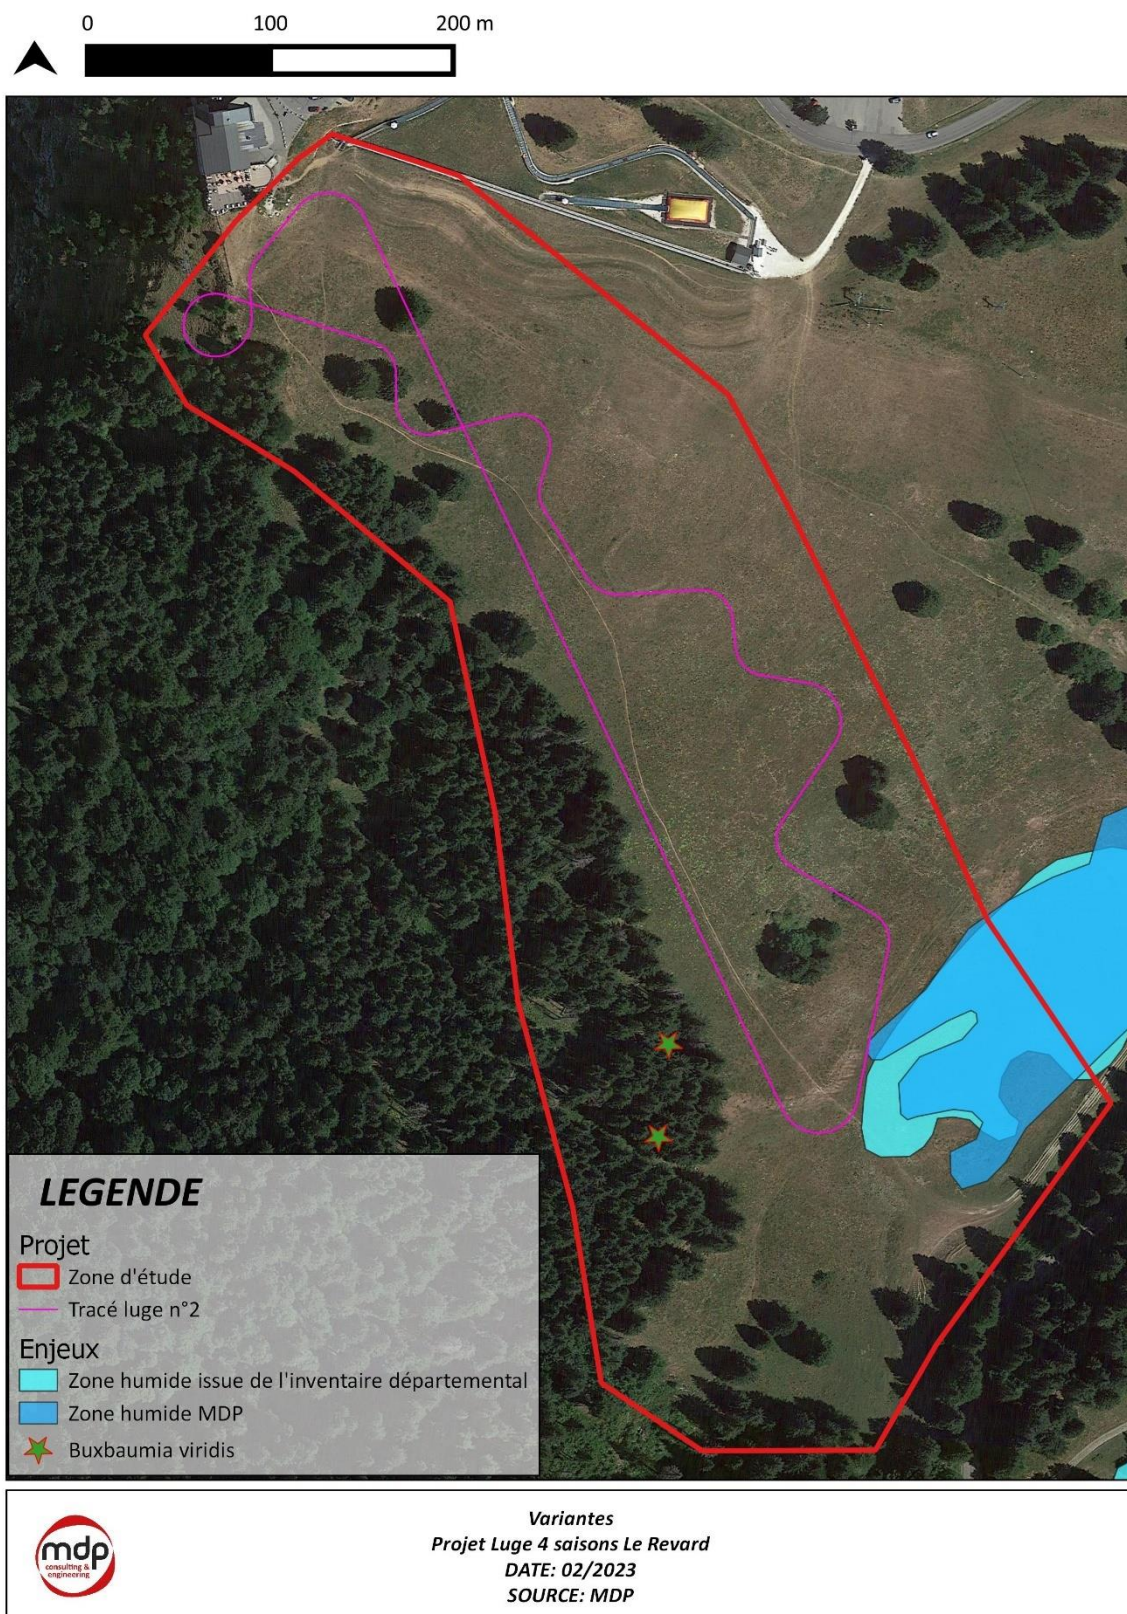 0 100 200 m
LEGENDE
Projet
Zone d'étude
Tracé luge n°2
Enjeux
Zone humide issue de l'inventaire départemental
Zone humide MDP
Buxbaumia viridis
mdp
consulting &
engineering
Variantes
Projet Luge 4 saisons Le Revard
DATE: 02/2023
SOURCE: MDP